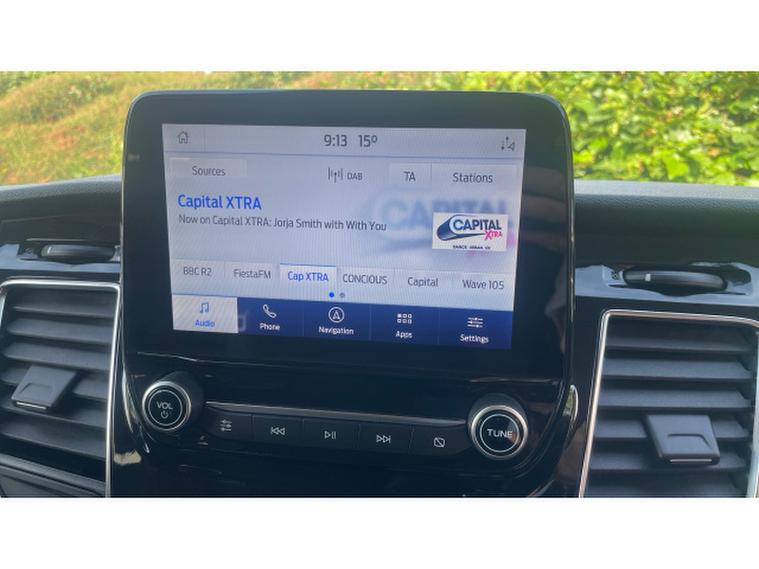 9:13 15º
Sources DAB TA Stations
Capital XTRA
Now on Capital XTRA: Jorja Smith with With You
CAPITAL
XTRA
BBC R2 FiestaFM Cap XTRA CONCIOUS Capital Wave 105
Audio Phone Navigation Apps Settings
VOL
TUNE